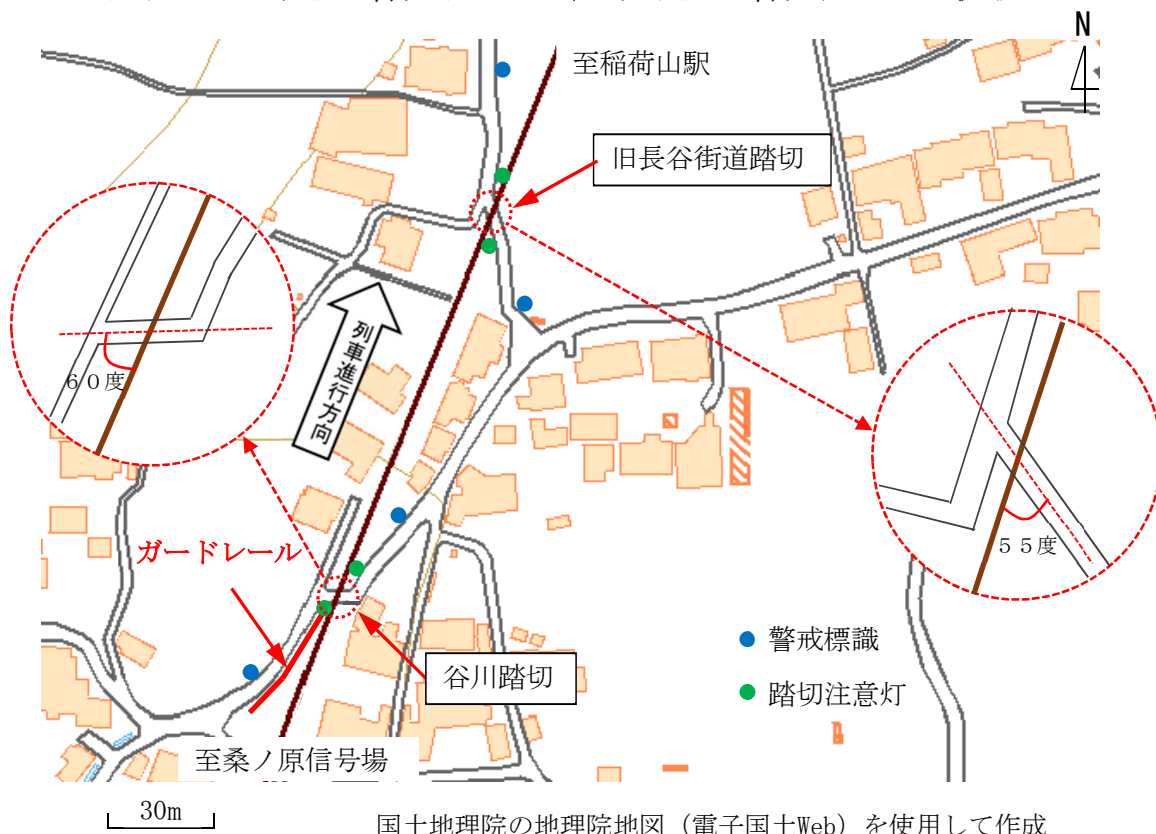 N
至稲荷山駅
旧長谷街道踏切
列車進行方向
60度
55度
ガードレール
谷川踏切
警戒標識
踏切注意灯
至桑ノ原信号場
30m
国土地理院の地理院地図（電子国土Web）を使用して作成